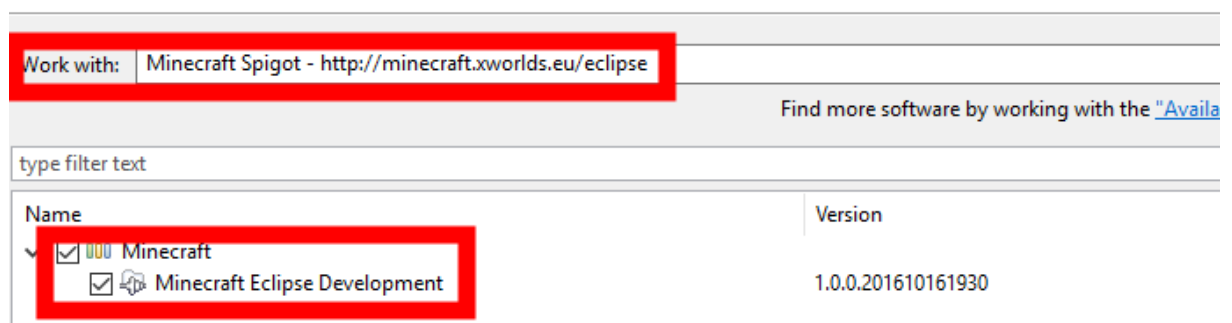 Work with: Minecraft Spigot - http://minecraft.xworlds.eu/eclipse
Find more software by working with the "Availa
type filter text
Name Version
Minecraft
Minecraft Eclipse Development 1.0.0.201610161930